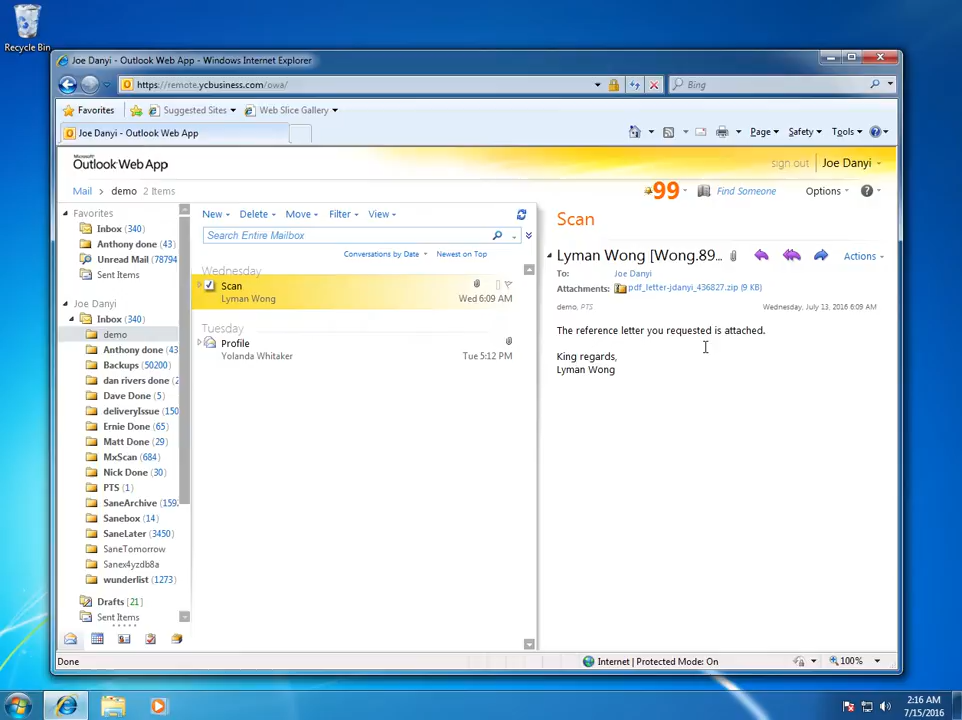 Recycle Bin
Joe Danyi - Outlook Web App - Windows Internet Explorer
https://remote.ycbusiness.com/owa/
Bing
Favorites
Suggested Sites
Web Slice Gallery
Joe Danyi - Outlook Web App
Page
Safety
Tools
Microsoft
Outlook Web App
sign out
Joe Danyi
Mail › demo 2 Items
99
Find Someone
Options
Favorites
Inbox (340)
Anthony done (43)
Unread Mail (78794
Sent Items
Joe Danyi
Inbox (340)
demo
Anthony done (43
Backups (50200)
dan rivers done (2
Dave Done (5)
deliveryIssue (150
Ernie Done (65)
Matt Done (29)
MxScan (684)
Nick Done (30)
PTS (1)
SaneArchive (159
Sanebox (14)
SaneLater (3450)
SaneTomorrow
Sanex4yzdb8a
wunderlist (1273)
Drafts [21]
Sent Items
New
Delete
Move
Filter
View
Search Entire Mailbox
Conversations by Date
Newest on Top
Wednesday
Scan
Lyman Wong
Wed 6:09 AM
Tuesday
Profile
Yolanda Whitaker
Tue 5:12 PM
Scan
Lyman Wong [Wong.89...
Actions
To: Joe Danyi
Attachments: pdf_letter-jdanyi_436827.zip (9 KB)
demo, PTS
Wednesday, July 13, 2016 6:09 AM
The reference letter you requested is attached.
King regards,
Lyman Wong
Done
Internet | Protected Mode: On
100%
2:16 AM
7/15/2016